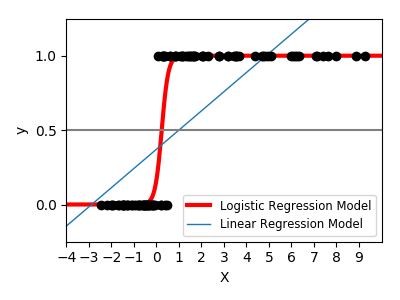 1.0
y
0.5
0.0
Logistic Regression Model
Linear Regression Model
−4 −3 −2 −1 0 1 2 3 4 5 6 7 8 9
X